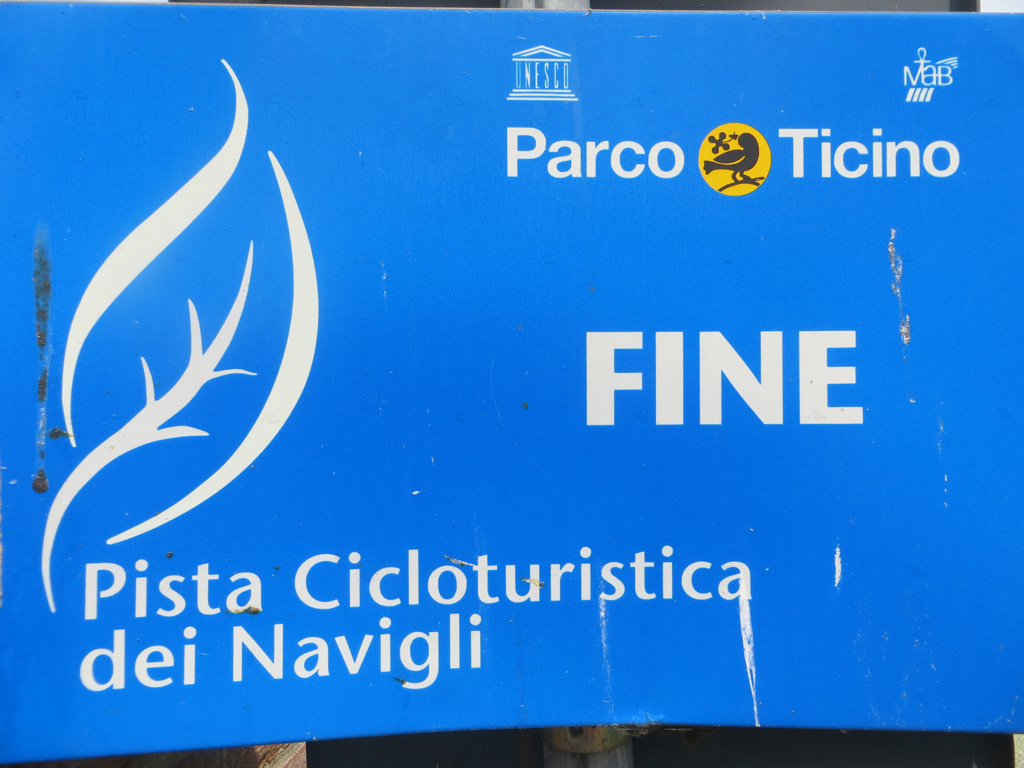 UNESCO
MaB
Parco Ticino
FINE
Pista Cicloturistica
dei Navigli